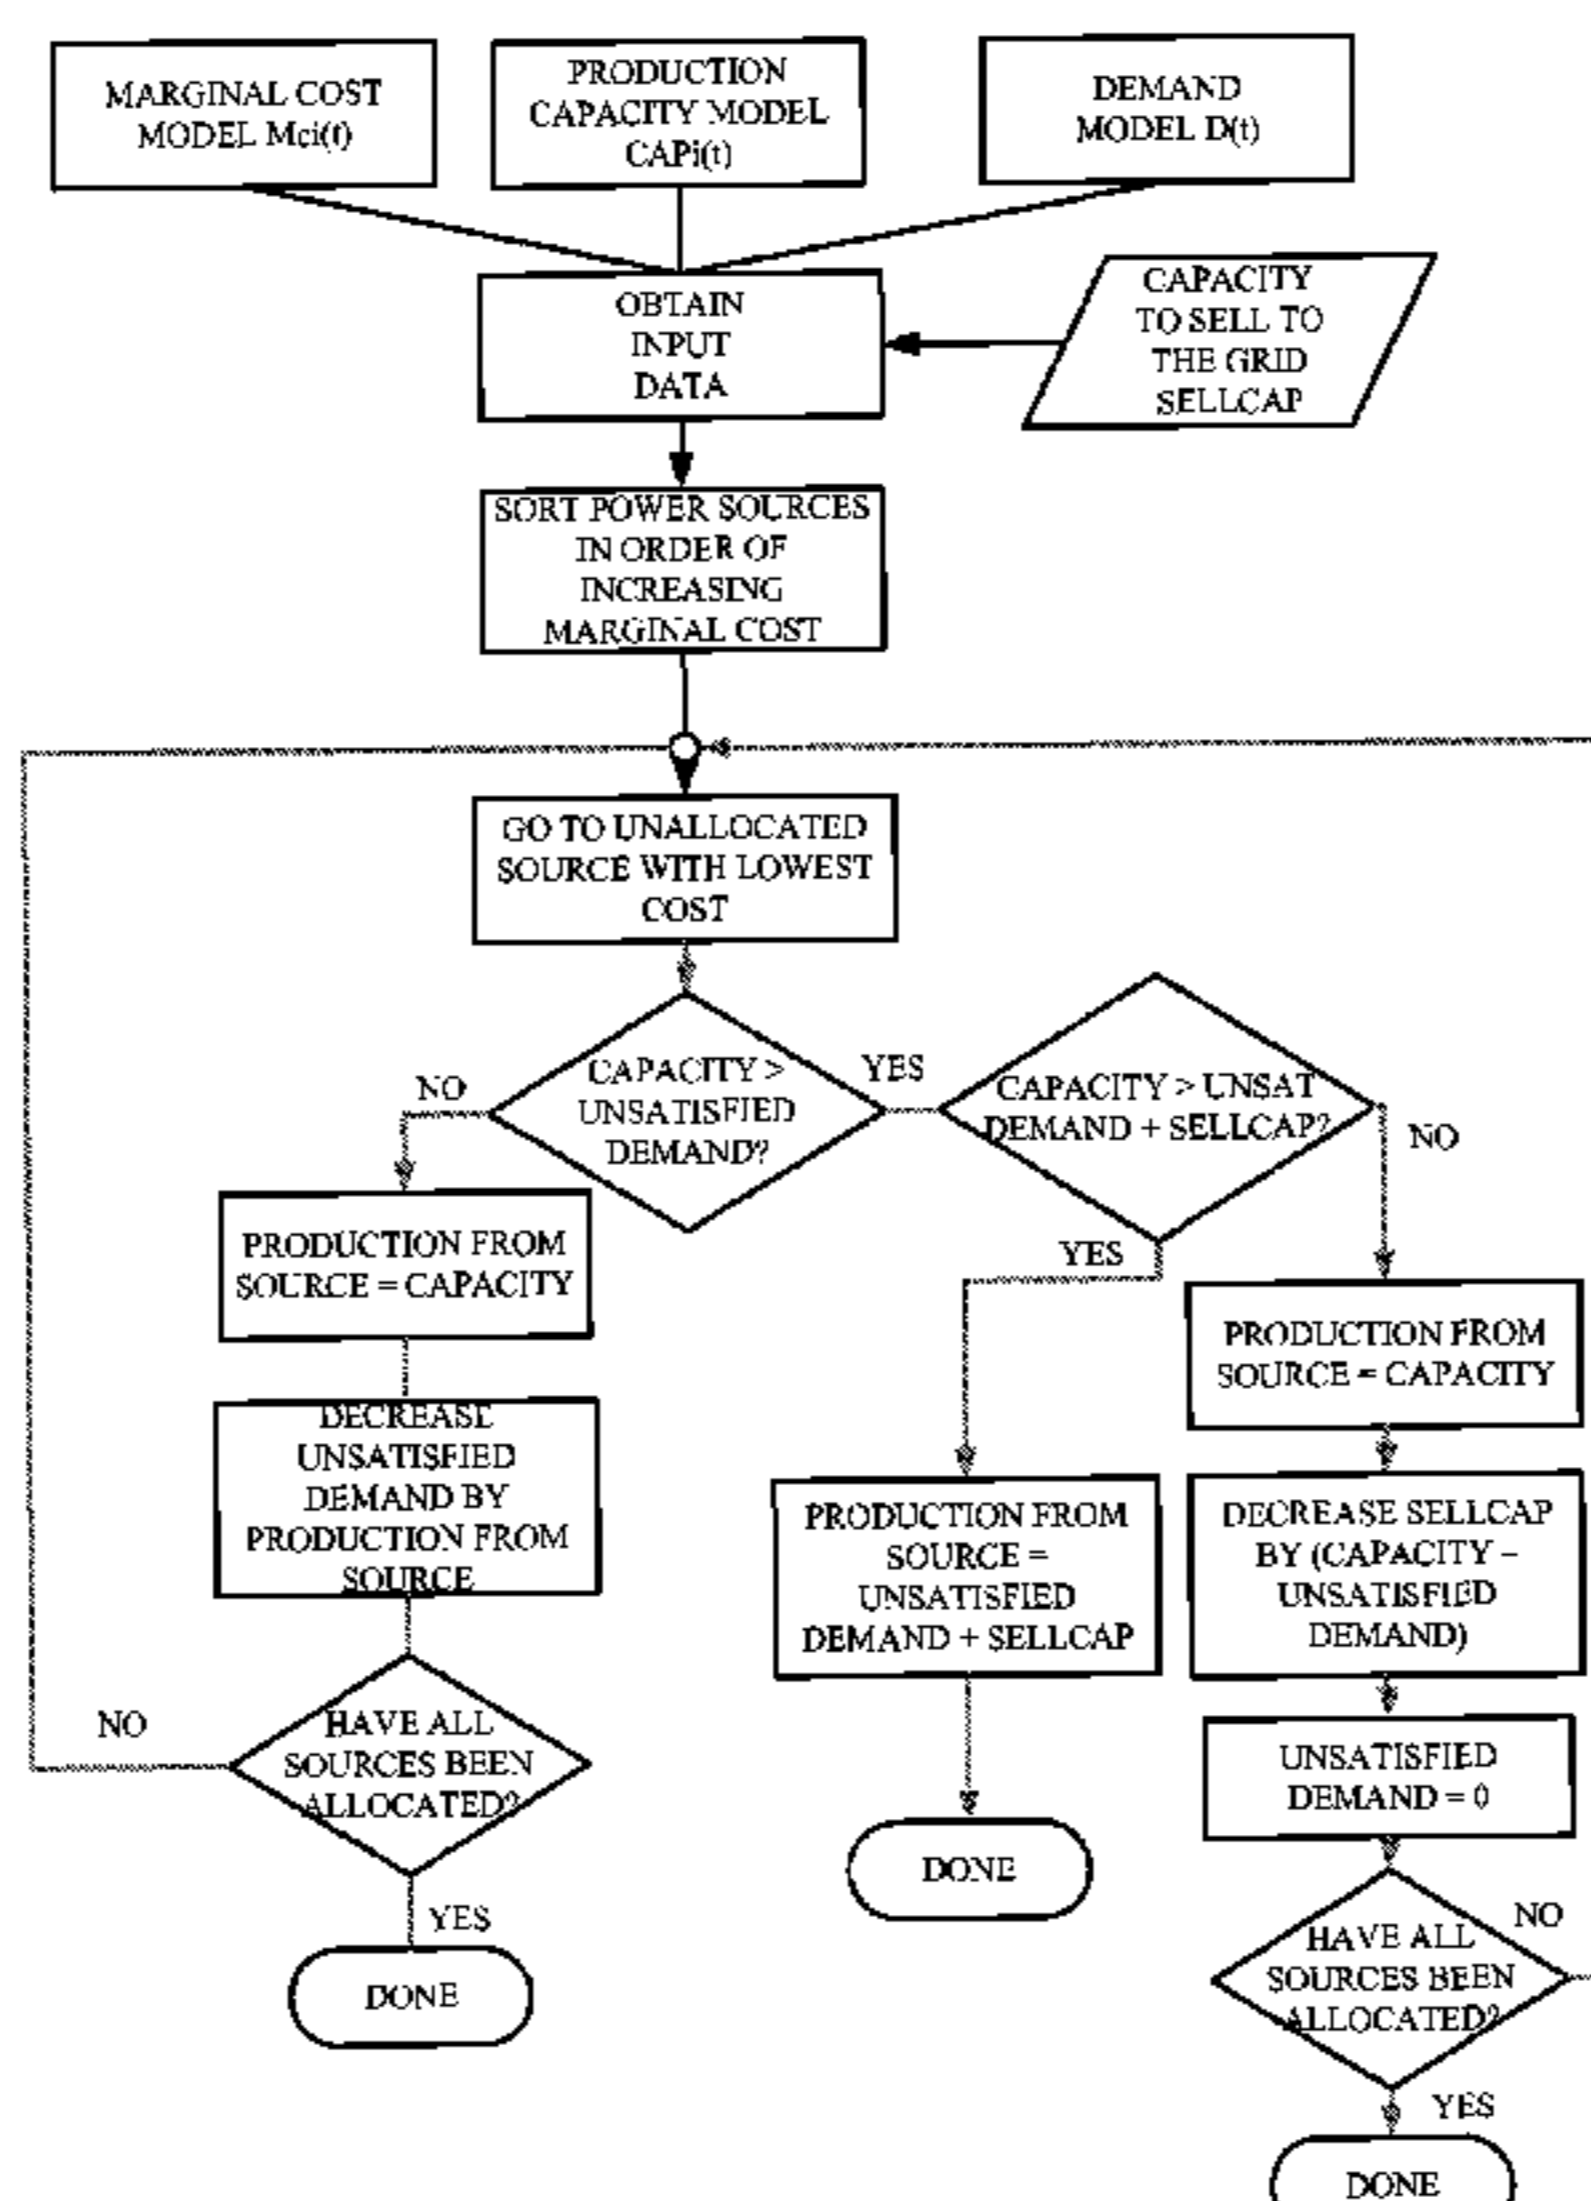 MARGINAL COST
MODEL Mci(t)
PRODUCTION
CAPACITY MODEL
CAPi(t)
DEMAND
MODEL D(t)
OBTAIN
INPUT
DATA
CAPACITY
TO SELL TO
THE GRID
SELLCAP
SORT POWER SOURCES
IN ORDER OF
INCREASING
MARGINAL COST
GO TO UNALLOCATED
SOURCE WITH LOWEST
COST
NO
CAPACITY >
UNSATISFIED
DEMAND?
YES
CAPACITY > UNSAT
DEMAND + SELLCAP?
NO
YES
PRODUCTION FROM
SOURCE = CAPACITY
DECREASE
UNSATISFIED
DEMAND BY
PRODUCTION FROM
SOURCE
NO
HAVE ALL
SOURCES BEEN
ALLOCATED?
YES
DONE
PRODUCTION FROM
SOURCE =
UNSATISFIED
DEMAND + SELLCAP
DONE
PRODUCTION FROM
SOURCE = CAPACITY
DECREASE SELLCAP
BY (CAPACITY –
UNSATISFIED
DEMAND)
UNSATISFIED
DEMAND = 0
HAVE ALL
SOURCES BEEN
ALLOCATED?
NO
YES
DONE